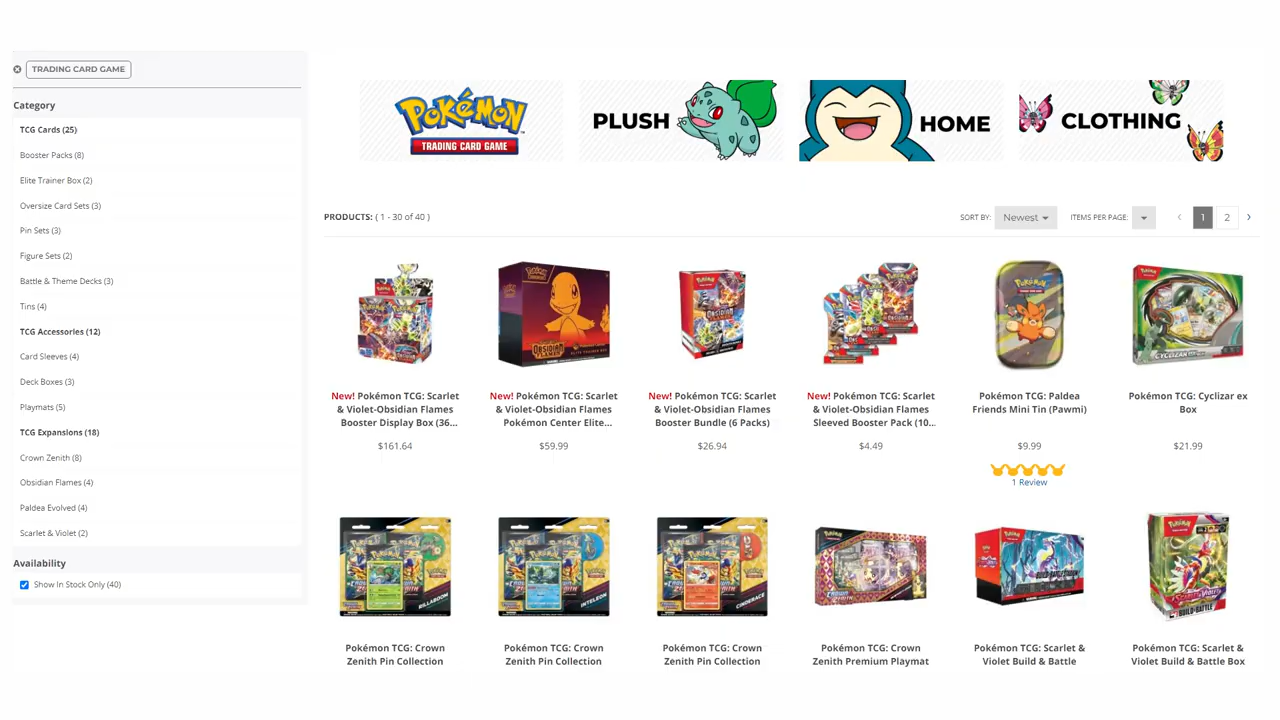 TRADING CARD GAME
Category
TCG Cards (25)
Booster Packs (8)
Elite Trainer Box (2)
Oversize Card Sets (3)
Pin Sets (3)
Figure Sets (2)
Battle & Theme Decks (3)
Tins (4)
TCG Accessories (12)
Card Sleeves (4)
Deck Boxes (3)
Playmats (5)
TCG Expansions (18)
Crown Zenith (8)
Obsidian Flames (4)
Paldea Evolved (4)
Scarlet & Violet (2)
Availability
Show In Stock Only (40)
POKéMON
TRADING CARD GAME
PLUSH
HOME
CLOTHING
PRODUCTS: ( 1 - 30 of 40 )
SORT BY: Newest
ITEMS PER PAGE:
‹ 1 2 ›
New! Pokémon TCG: Scarlet
& Violet-Obsidian Flames
Booster Display Box (36...
$161.64
New! Pokémon TCG: Scarlet
& Violet-Obsidian Flames
Pokémon Center Elite...
$59.99
New! Pokémon TCG: Scarlet
& Violet-Obsidian Flames
Booster Bundle (6 Packs)
$26.94
New! Pokémon TCG: Scarlet
& Violet-Obsidian Flames
Sleeved Booster Pack (10...
$4.49
Pokémon TCG: Paldea
Friends Mini Tin (Pawmi)
$9.99
1 Review
CYCLIZAR ex
Pokémon TCG: Cyclizar ex
Box
$21.99
RILLABOOM
Pokémon TCG: Crown
Zenith Pin Collection
INTELEON
Pokémon TCG: Crown
Zenith Pin Collection
CINDERACE
Pokémon TCG: Crown
Zenith Pin Collection
Pokémon TCG: Crown
Zenith Premium Playmat
Pokémon TCG: Scarlet &
Violet Build & Battle
BUILD & BATTLE
Pokémon TCG: Scarlet &
Violet Build & Battle Box